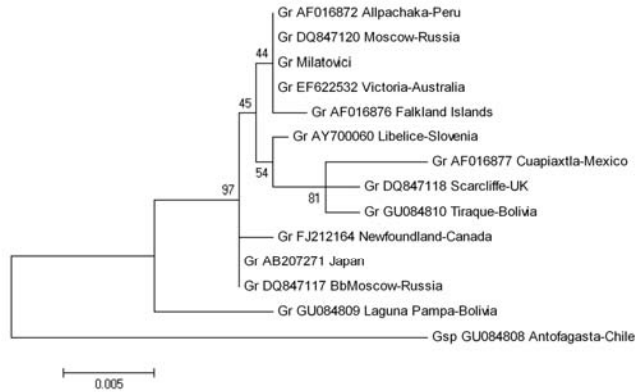 Gr AF016872 Allpachaka-Peru
Gr DQ847120 Moscow-Russia
44
Gr Milatovici
Gr EF622532 Victoria-Australia
45
Gr AF016876 Falkland Islands
Gr AY700060 Libelice-Slovenia
Gr AF016877 Cuapiaxtla-Mexico
54
97
Gr DQ847118 Scarcliffe-UK
81
Gr GU084810 Tiraque-Bolivia
Gr FJ212164 Newfoundland-Canada
Gr AB207271 Japan
Gr DQ847117 BbMoscow-Russia
Gr GU084809 Laguna Pampa-Bolivia
Gsp GU084808 Antofagasta-Chile
0.005